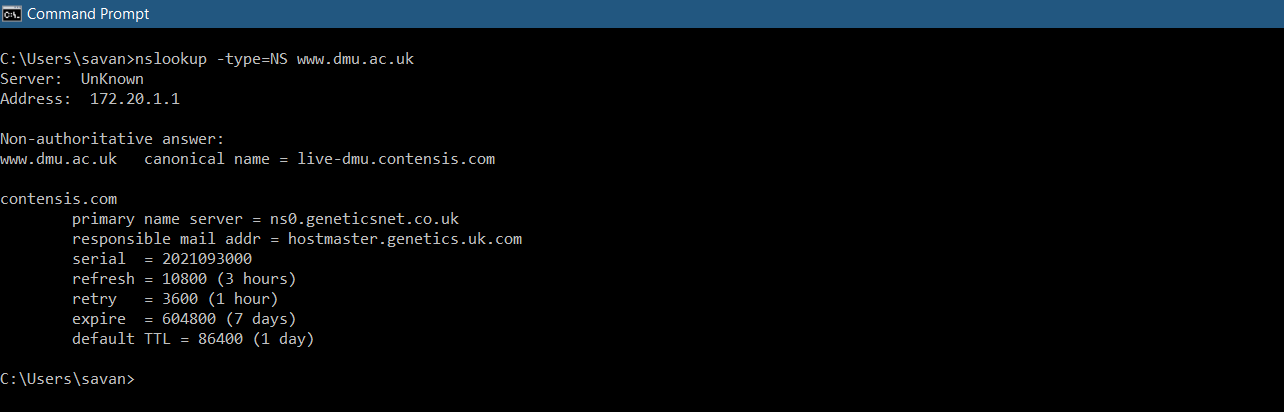 Command Prompt
C:\Users\savan>nslookup -type=NS www.dmu.ac.uk
Server:  UnKnown
Address:  172.20.1.1
Non-authoritative answer:
www.dmu.ac.uk   canonical name = live-dmu.contensis.com
contensis.com
        primary name server = ns0.geneticsnet.co.uk
        responsible mail addr = hostmaster.genetics.uk.com
        serial  = 2021093000
        refresh = 10800 (3 hours)
        retry   = 3600 (1 hour)
        expire  = 604800 (7 days)
        default TTL = 86400 (1 day)
C:\Users\savan>